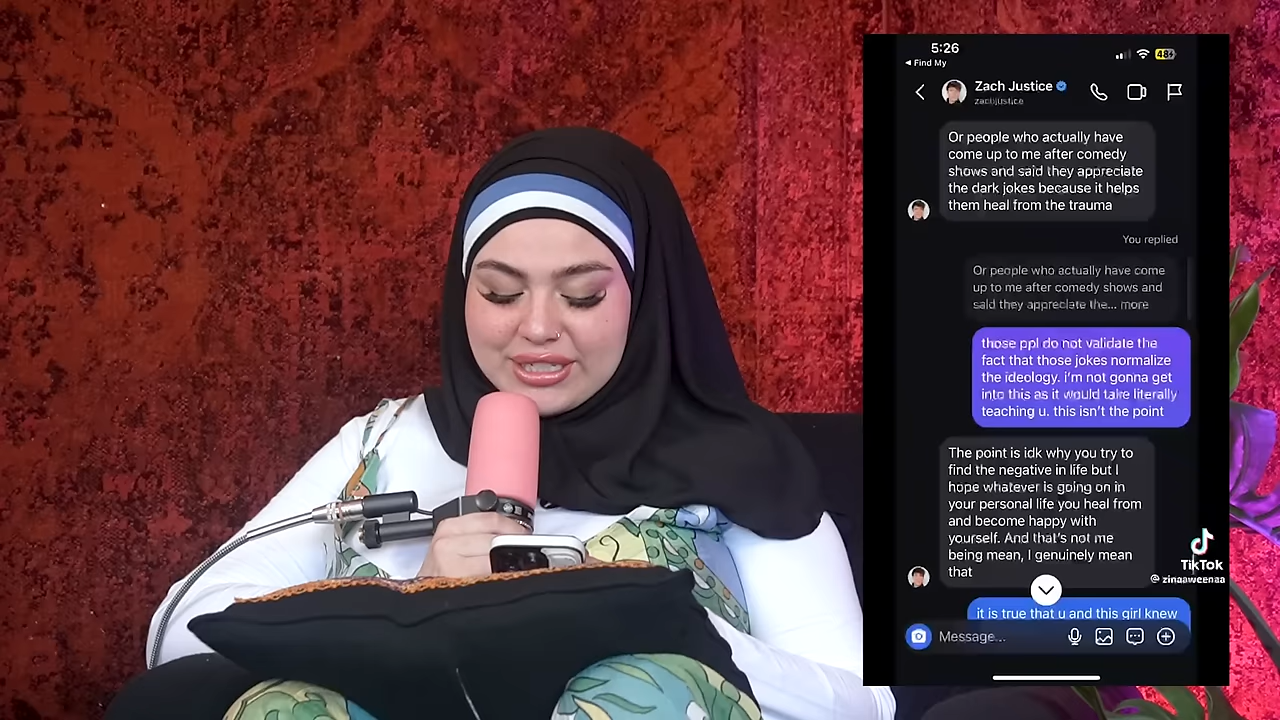 5:26
48
◀ Find My
Zach Justice
zachjustice
Or people who actually have
come up to me after comedy
shows and said they appreciate
the dark jokes because it helps
them heal from the trauma
You replied
Or people who actually have come
up to me after comedy shows and
said they appreciate the... more
those ppl do not validate the
fact that those jokes normalize
the ideology. i'm not gonna get
into this as it would take literally
teaching u. this isn't the point
The point is idk why you try to
find the negative in life but I
hope whatever is going on in
your personal life you heal from
and become happy with
yourself. And that's not me
being mean, I genuinely mean
that
it is true that u and this girl knew
Message...
TikTok
@zinaaweenaa